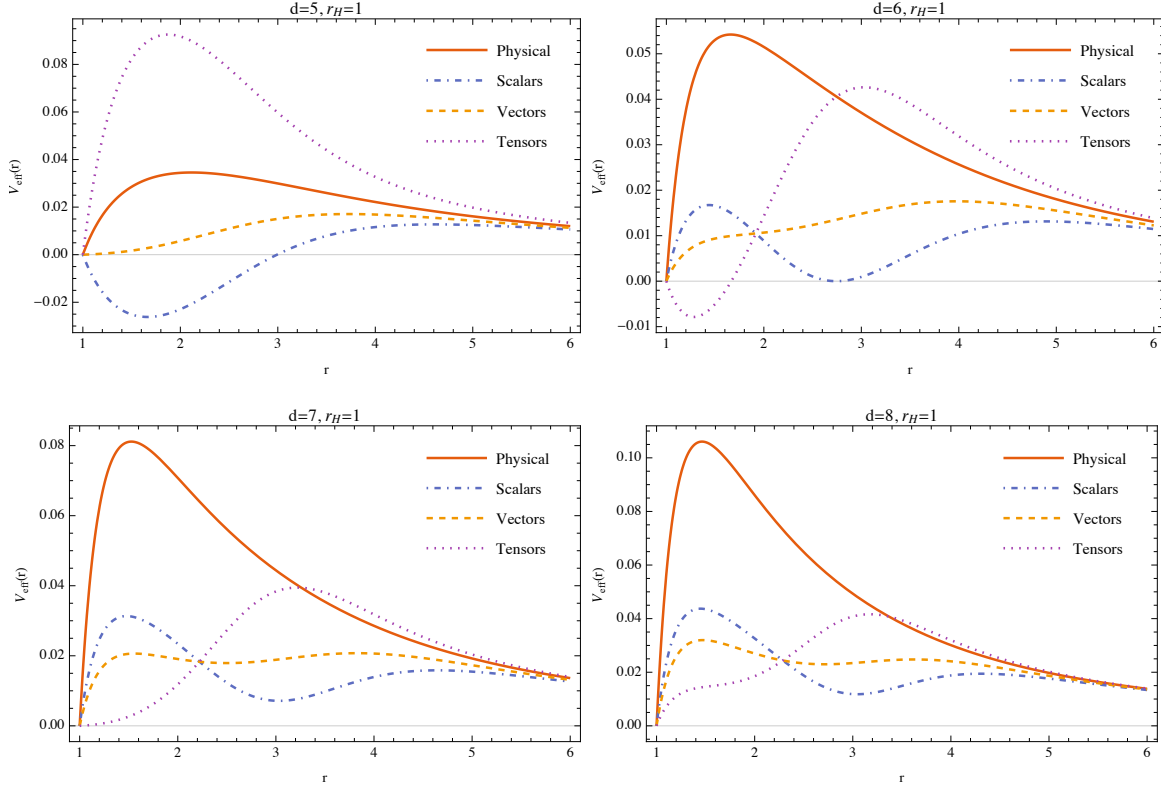 d=5, r_H=1
V_eff(r)
0.08
0.06
0.04
0.02
0.00
−0.02
Physical
Scalars
Vectors
Tensors
1 2 3 4 5 6
r
d=6, r_H=1
V_eff(r)
0.05
0.04
0.03
0.02
0.01
0.00
−0.01
Physical
Scalars
Vectors
Tensors
1 2 3 4 5 6
r
d=7, r_H=1
V_eff(r)
0.08
0.06
0.04
0.02
0.00
Physical
Scalars
Vectors
Tensors
1 2 3 4 5 6
r
d=8, r_H=1
V_eff(r)
0.10
0.08
0.06
0.04
0.02
0.00
Physical
Scalars
Vectors
Tensors
1 2 3 4 5 6
r